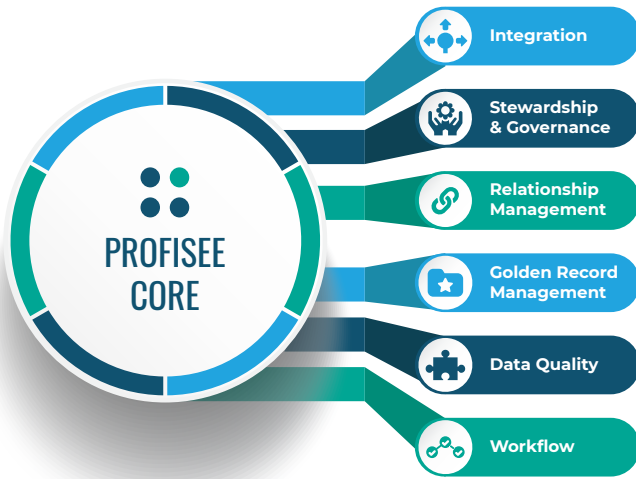 PROFISEE
CORE
Integration
Stewardship
& Governance
Relationship
Management
Golden Record
Management
Data Quality
Workflow